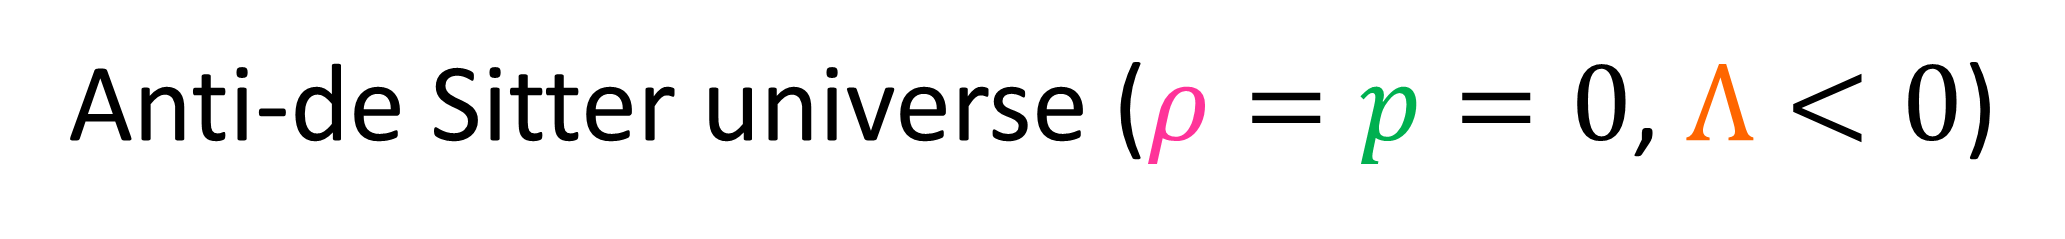 Anti-de Sitter universe (ρ = p = 0, Λ < 0)